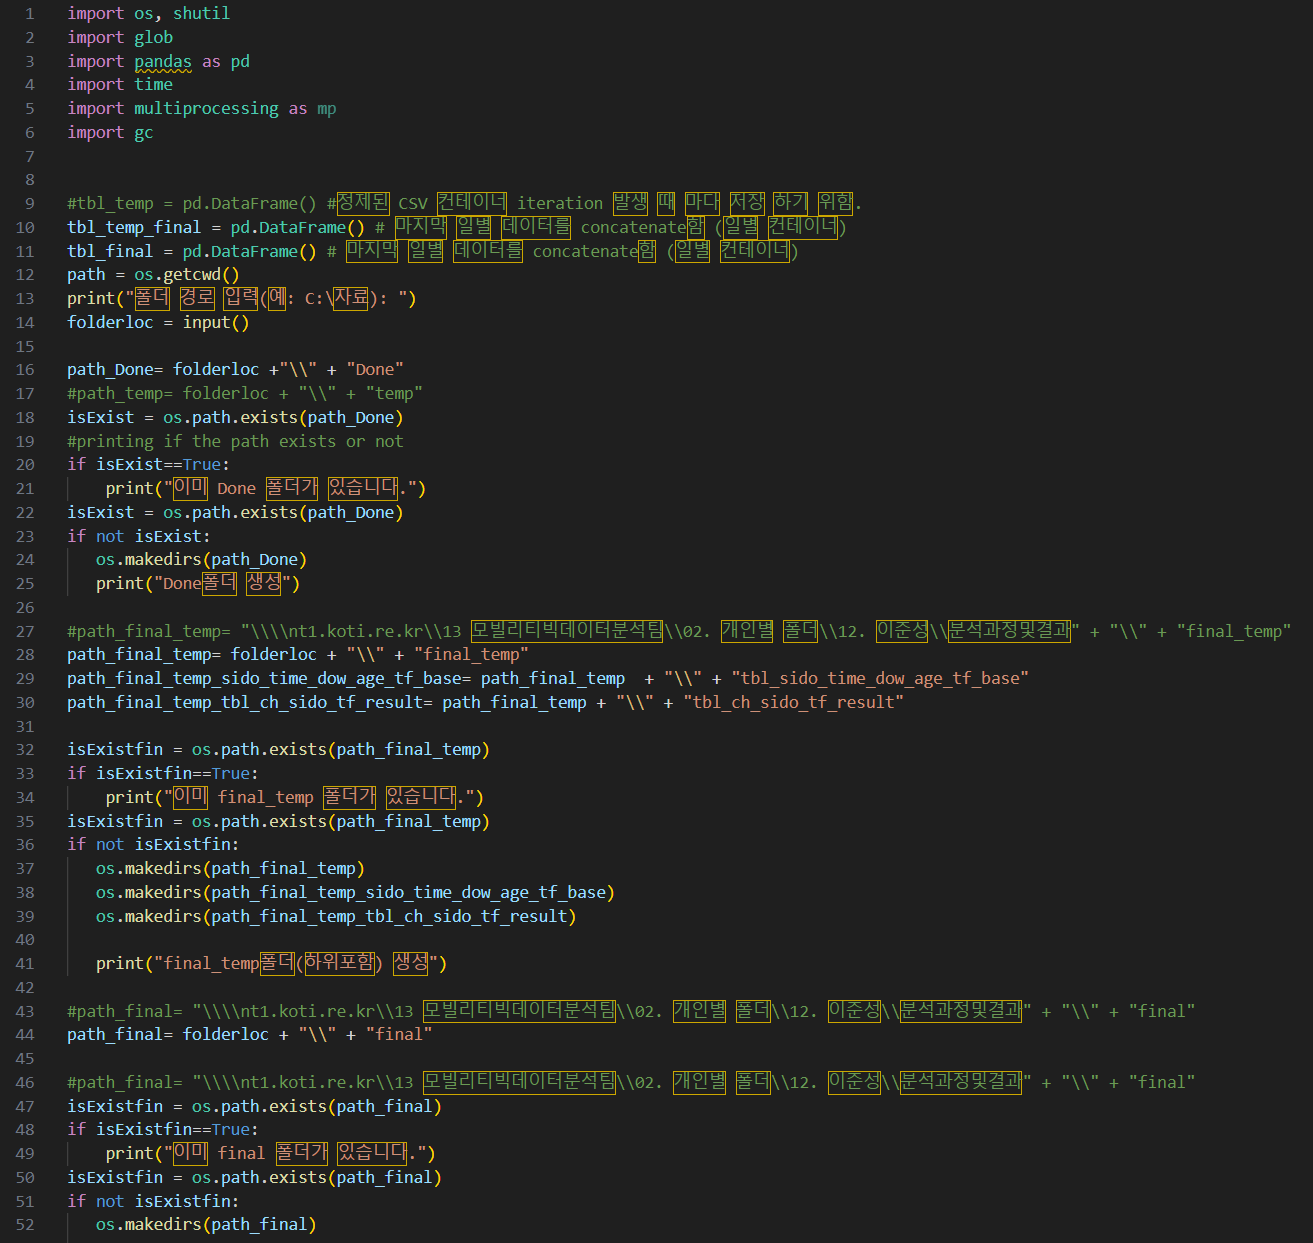 1 import os, shutil
2 import glob
3 import pandas as pd
4 import time
5 import multiprocessing as mp
6 import gc
7
8
9 #tbl_temp = pd.DataFrame() #정제된 CSV 컨테이너 iteration 발생 때 마다 저장 하기 위함.
10 tbl_temp_final = pd.DataFrame() # 마지막 일별 데이터를 concatenate함 (일별 컨테이너)
11 tbl_final = pd.DataFrame() # 마지막 일별 데이터를 concatenate함 (일별 컨테이너)
12 path = os.getcwd()
13 print("폴더 경로 입력(예: C:\자료): ")
14 folderloc = input()
15
16 path_Done= folderloc +"\\" + "Done"
17 #path_temp= folderloc + "\\" + "temp"
18 isExist = os.path.exists(path_Done)
19 #printing if the path exists or not
20 if isExist==True:
21     print("이미 Done 폴더가 있습니다.")
22 isExist = os.path.exists(path_Done)
23 if not isExist:
24    os.makedirs(path_Done)
25    print("Done폴더 생성")
26
27 #path_final_temp= "\\\\nt1.koti.re.kr\\13 모빌리티빅데이터분석팀\\02. 개인별 폴더\\12. 이준성\\분석과정및결과" + "\\" + "final_temp"
28 path_final_temp= folderloc + "\\" + "final_temp"
29 path_final_temp_sido_time_dow_age_tf_base= path_final_temp  + "\\" + "tbl_sido_time_dow_age_tf_base"
30 path_final_temp_tbl_ch_sido_tf_result= path_final_temp + "\\" + "tbl_ch_sido_tf_result"
31
32 isExistfin = os.path.exists(path_final_temp)
33 if isExistfin==True:
34     print("이미 final_temp 폴더가 있습니다.")
35 isExistfin = os.path.exists(path_final_temp)
36 if not isExistfin:
37    os.makedirs(path_final_temp)
38    os.makedirs(path_final_temp_sido_time_dow_age_tf_base)
39    os.makedirs(path_final_temp_tbl_ch_sido_tf_result)
40
41    print("final_temp폴더(하위포함) 생성")
42
43 #path_final= "\\\\nt1.koti.re.kr\\13 모빌리티빅데이터분석팀\\02. 개인별 폴더\\12. 이준성\\분석과정및결과" + "\\" + "final"
44 path_final= folderloc + "\\" + "final"
45
46 #path_final= "\\\\nt1.koti.re.kr\\13 모빌리티빅데이터분석팀\\02. 개인별 폴더\\12. 이준성\\분석과정및결과" + "\\" + "final"
47 isExistfin = os.path.exists(path_final)
48 if isExistfin==True:
49     print("이미 final 폴더가 있습니다.")
50 isExistfin = os.path.exists(path_final)
51 if not isExistfin:
52    os.makedirs(path_final)